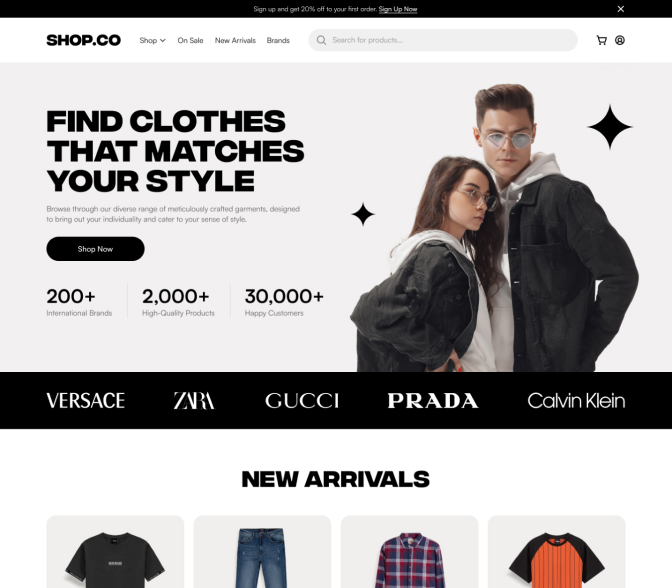 Sign up and get 20% off to your first order. Sign Up Now
SHOP.CO
Shop
On Sale
New Arrivals
Brands
Search for products...
FIND CLOTHES
THAT MATCHES
YOUR STYLE
Browse through our diverse range of meticulously crafted garments, designed
to bring out your individuality and cater to your sense of style.
Shop Now
200+
International Brands
2,000+
High-Quality Products
30,000+
Happy Customers
VERSACE
ZARA
GUCCI
PRADA
Calvin Klein
NEW ARRIVALS